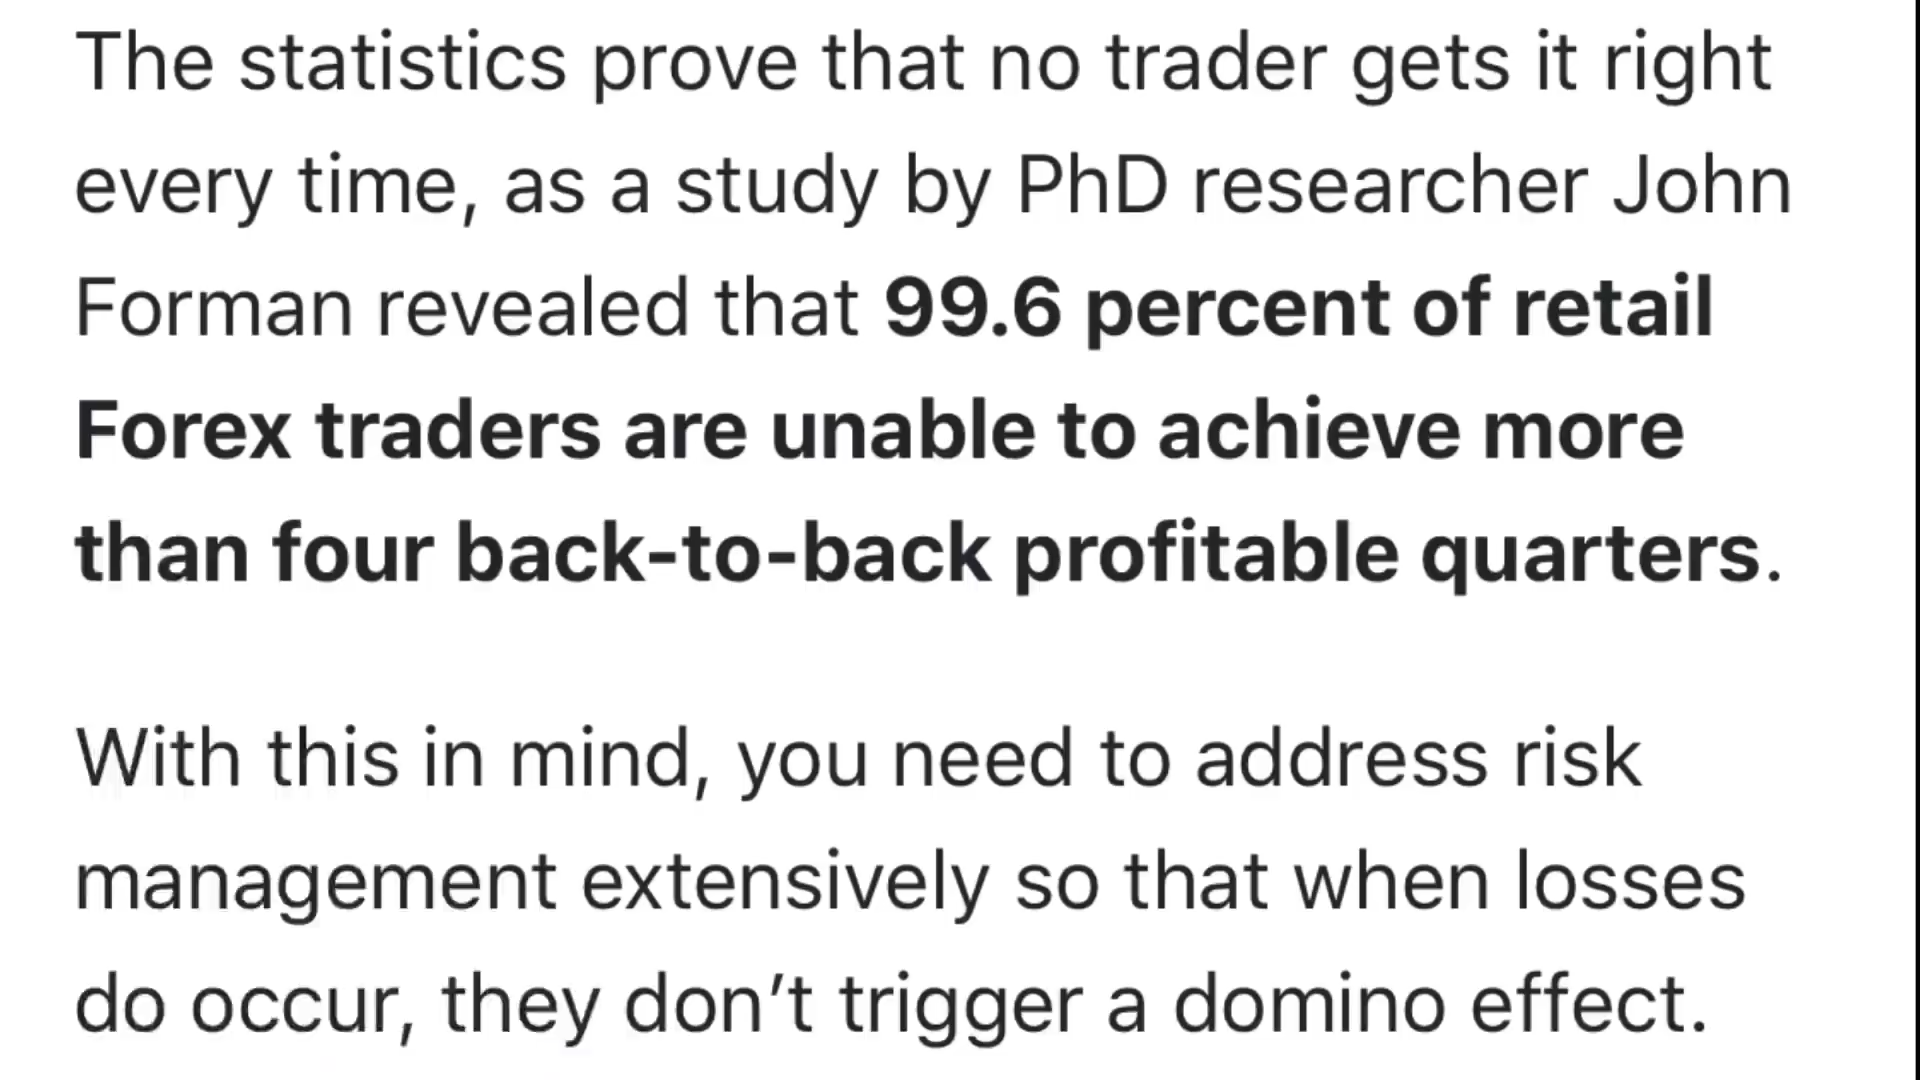 The statistics prove that no trader gets it right
every time, as a study by PhD researcher John
Forman revealed that 99.6 percent of retail
Forex traders are unable to achieve more
than four back-to-back profitable quarters.
With this in mind, you need to address risk
management extensively so that when losses
do occur, they don’t trigger a domino effect.